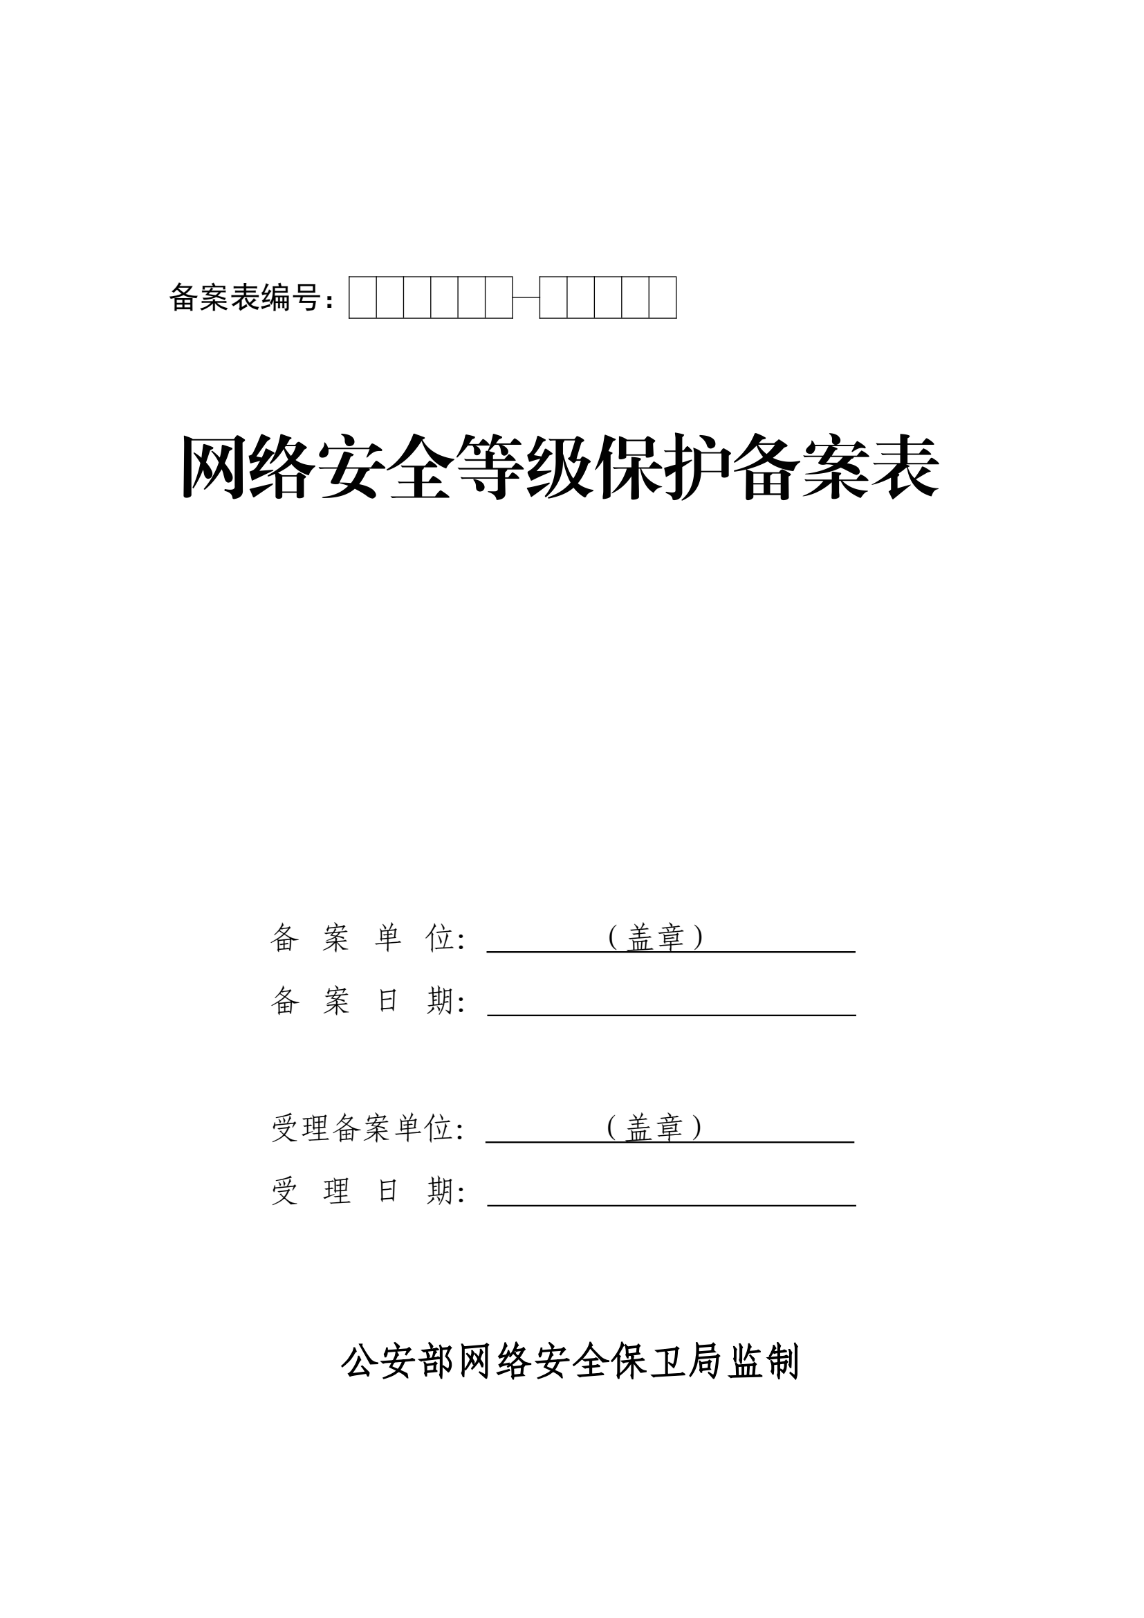 备案表编号：
网络安全等级保护备案表
备 案 单 位：（盖章）
备 案 日 期：
受理备案单位：（盖章）
受 理 日 期：
公安部网络安全保卫局监制